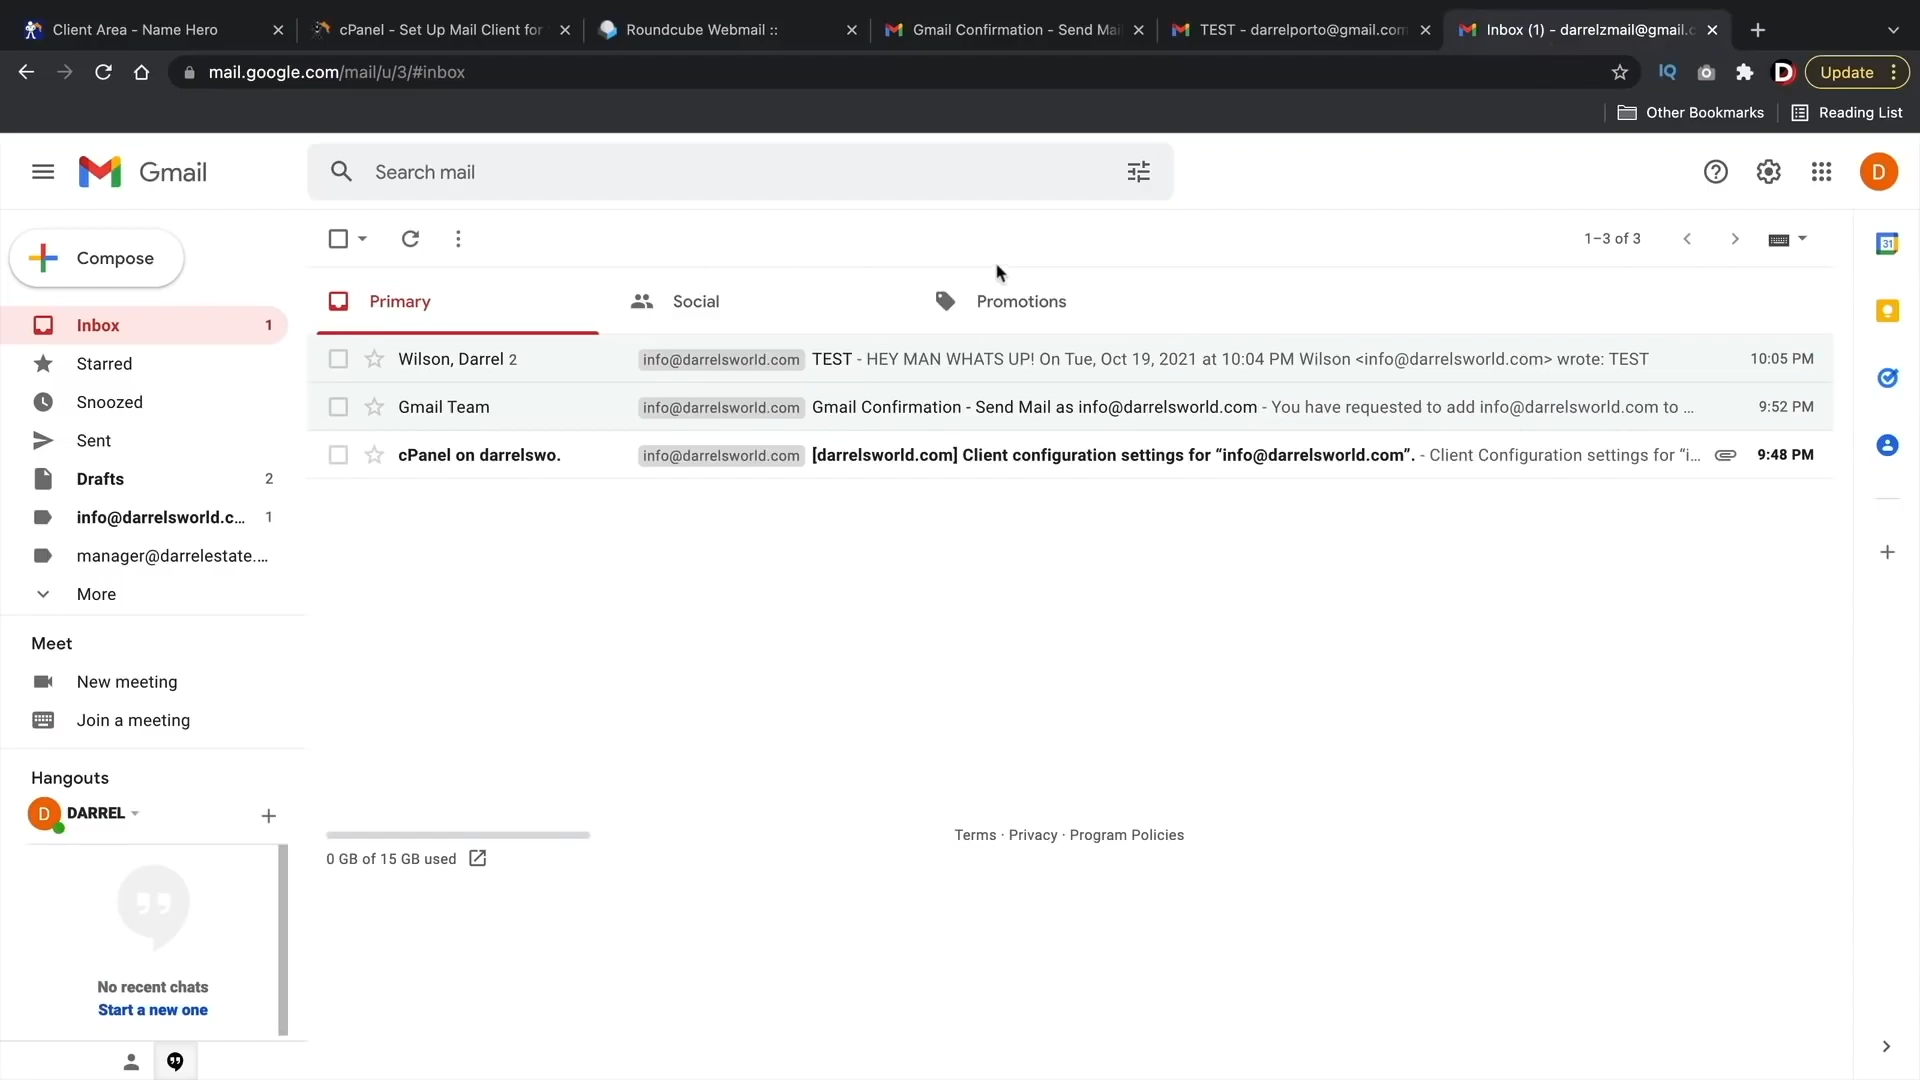 Client Area - Name Hero
cPanel - Set Up Mail Client for
Roundcube Webmail ::
Gmail Confirmation - Send Mai
TEST - darrelporto@gmail.com
Inbox (1) - darrelzmail@gmail.c
mail.google.com/mail/u/3/#inbox
IQ
D
Update
Other Bookmarks
Reading List
Gmail
Search mail
D
Compose
1–3 of 3
31
Primary
Social
Promotions
Inbox 1
Starred
Snoozed
Sent
Drafts 2
info@darrelsworld.c... 1
manager@darrelestate....
More
Wilson, Darrel 2 info@darrelsworld.com TEST - HEY MAN WHATS UP! On Tue, Oct 19, 2021 at 10:04 PM Wilson <info@darrelsworld.com> wrote: TEST 10:05 PM
Gmail Team info@darrelsworld.com Gmail Confirmation - Send Mail as info@darrelsworld.com - You have requested to add info@darrelsworld.com to ... 9:52 PM
cPanel on darrelswo. info@darrelsworld.com [darrelsworld.com] Client configuration settings for “info@darrelsworld.com”. - Client Configuration settings for “i... 9:48 PM
Meet
New meeting
Join a meeting
Hangouts
D DARREL
No recent chats
Start a new one
0 GB of 15 GB used
Terms · Privacy · Program Policies